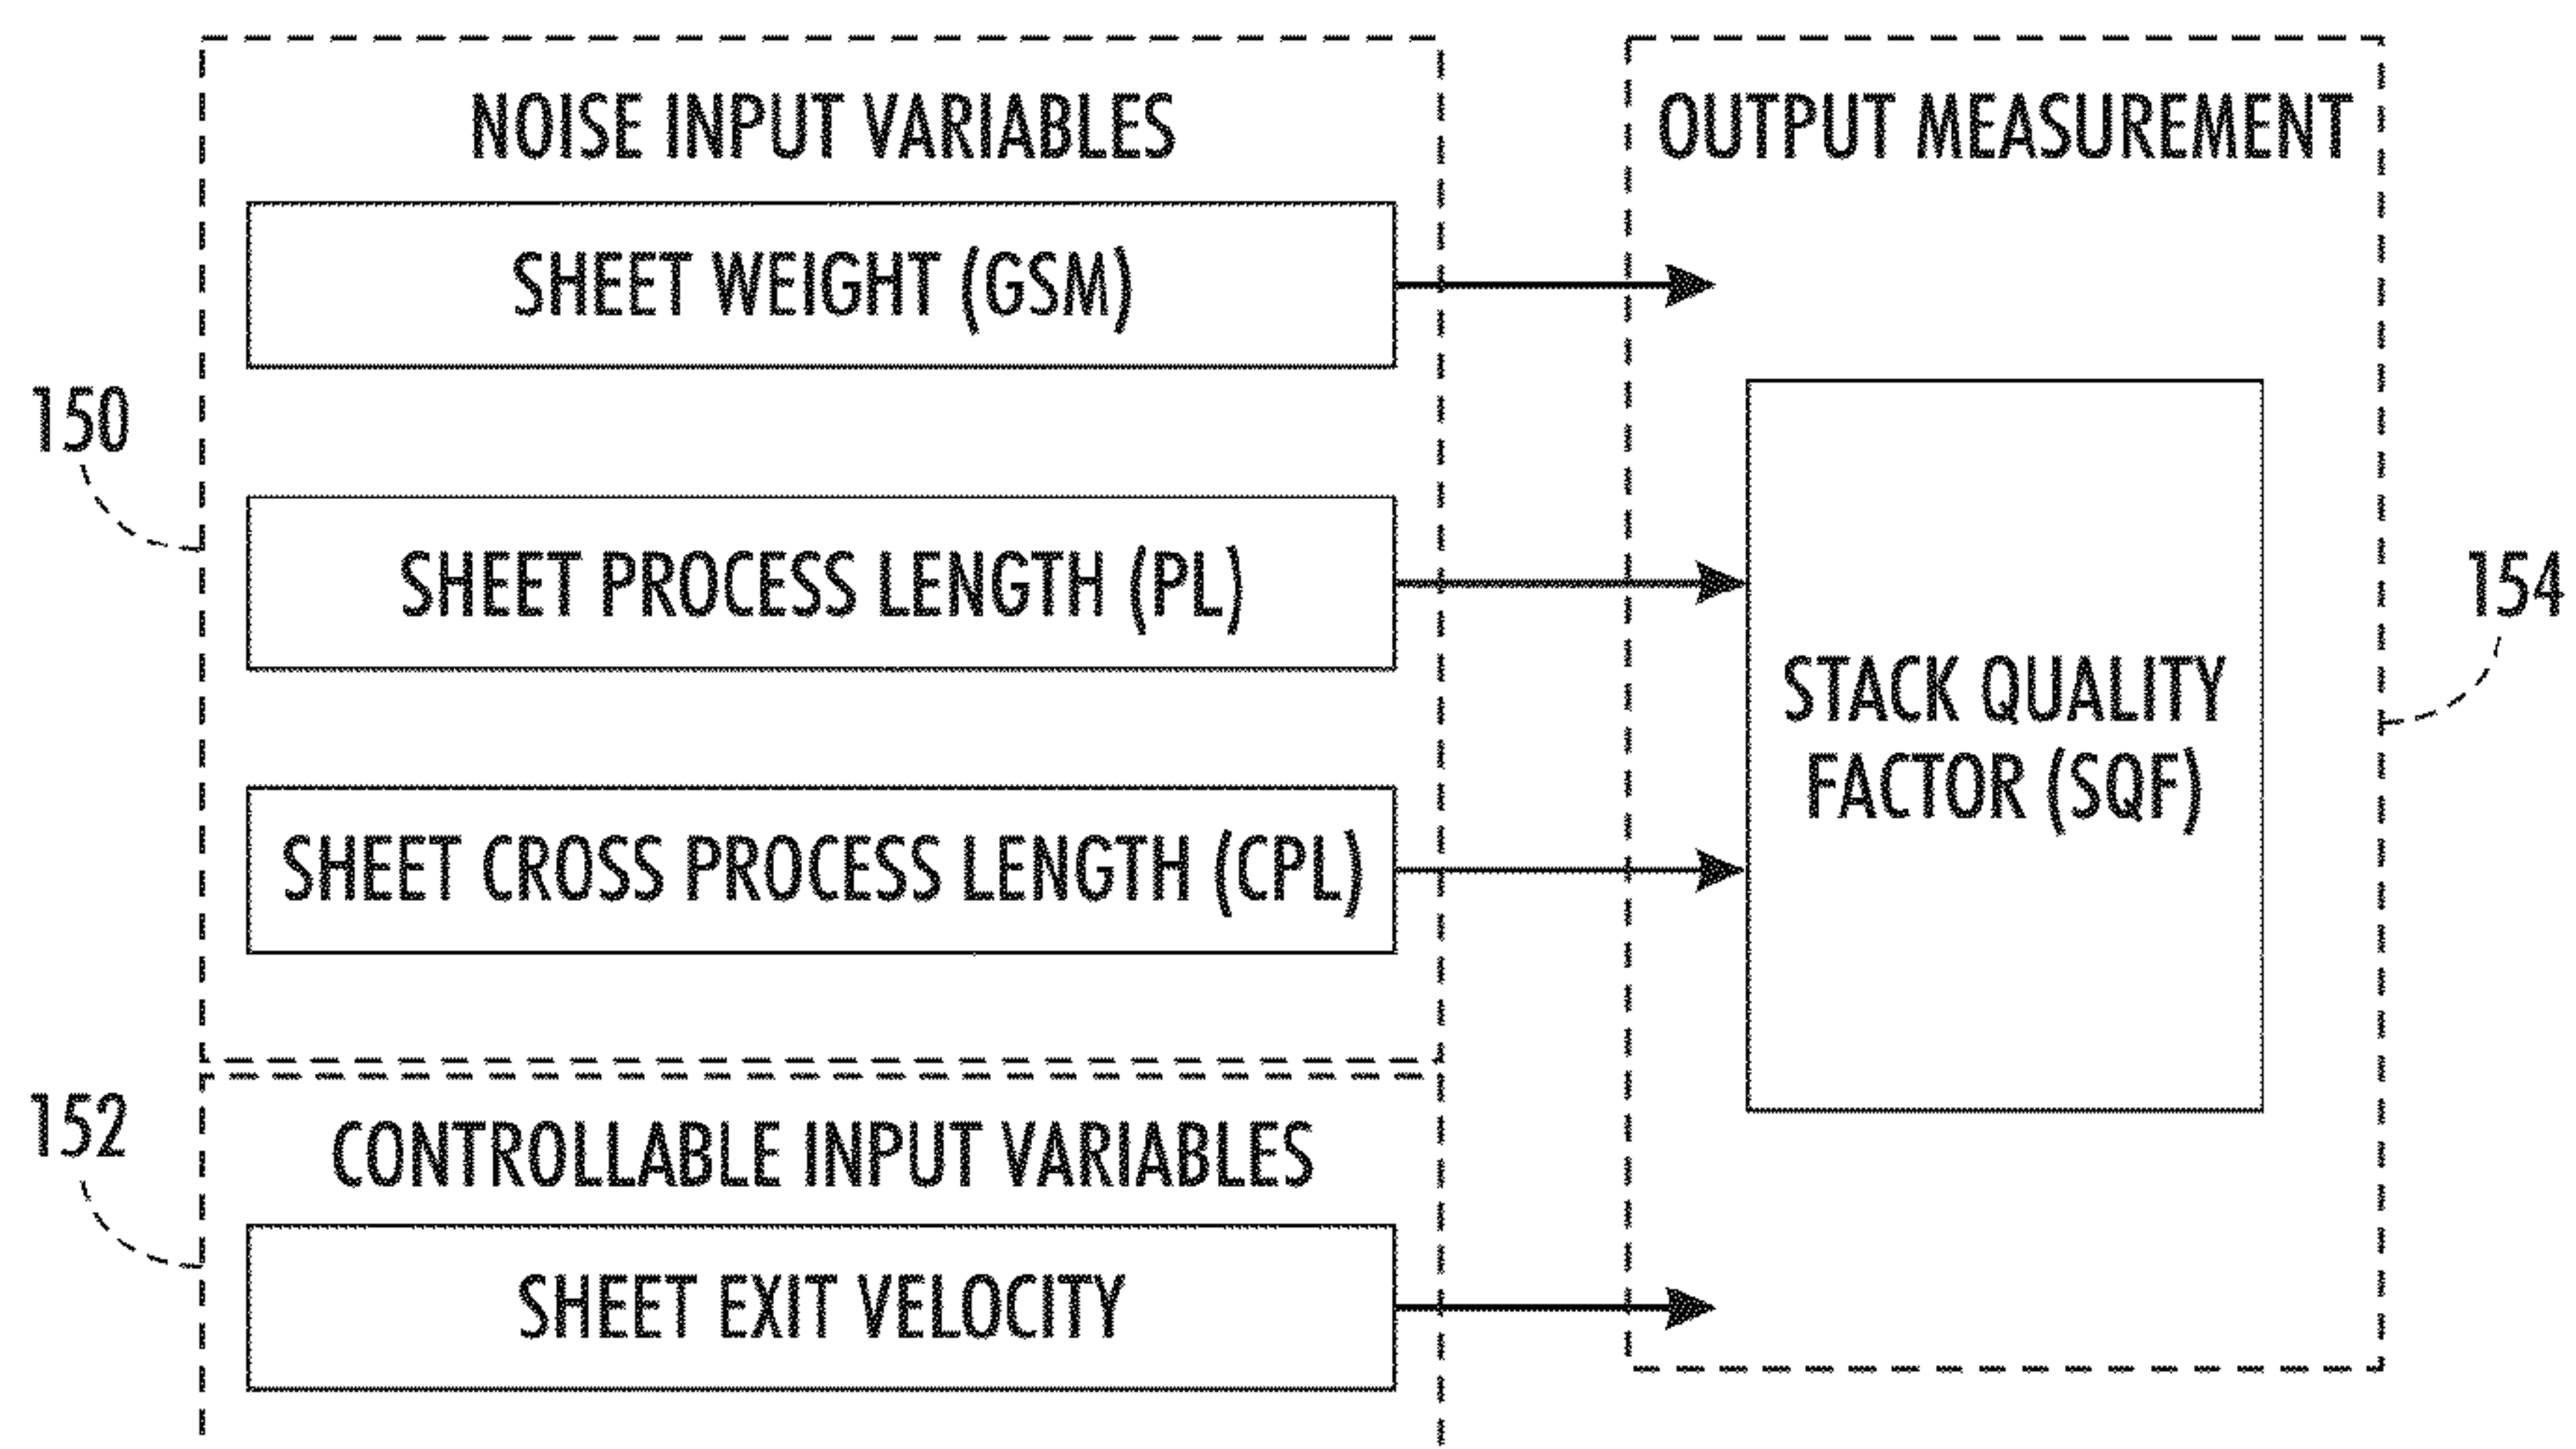 NOISE INPUT VARIABLES
SHEET WEIGHT (GSM)
150
SHEET PROCESS LENGTH (PL)
SHEET CROSS PROCESS LENGTH (CPL)
152
CONTROLLABLE INPUT VARIABLES
SHEET EXIT VELOCITY
OUTPUT MEASUREMENT
STACK QUALITY
FACTOR (SQF)
154